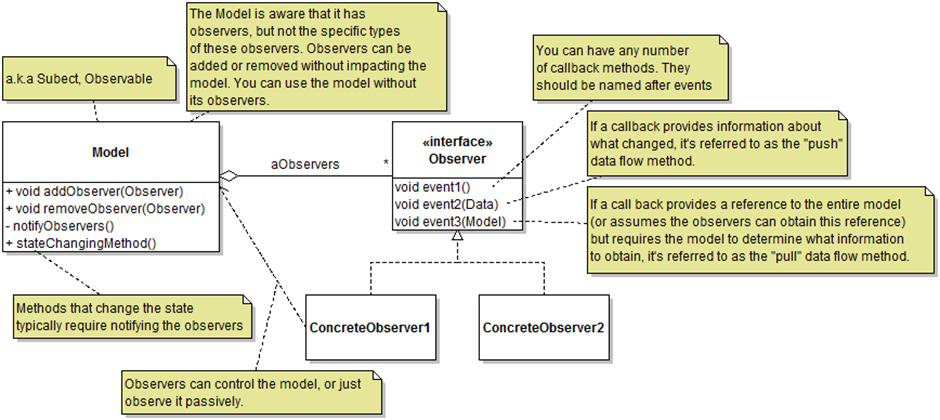 a.k.a Subect, Observable
The Model is aware that it has
observers, but not the specific types
of these observers. Observers can be
added or removed without impacting the
model. You can use the model without
its observers.
You can have any number
of callback methods. They
should be named after events
If a callback provides information about
what changed, it's referred to as the "push"
data flow method.
If a call back provides a reference to the entire model
(or assumes the observers can obtain this reference)
but requires the model to determine what information
to obtain, it's referred to as the "pull" data flow method.
Model
+ void addObserver(Observer)
+ void removeObserver(Observer)
- notifyObservers()
+ stateChangingMethod()
aObservers
*
«interface»
Observer
void event1()
void event2(Data)
void event3(Model)
Methods that change the state
typically require notifying the observers
ConcreteObserver1
ConcreteObserver2
Observers can control the model, or just
observe it passively.